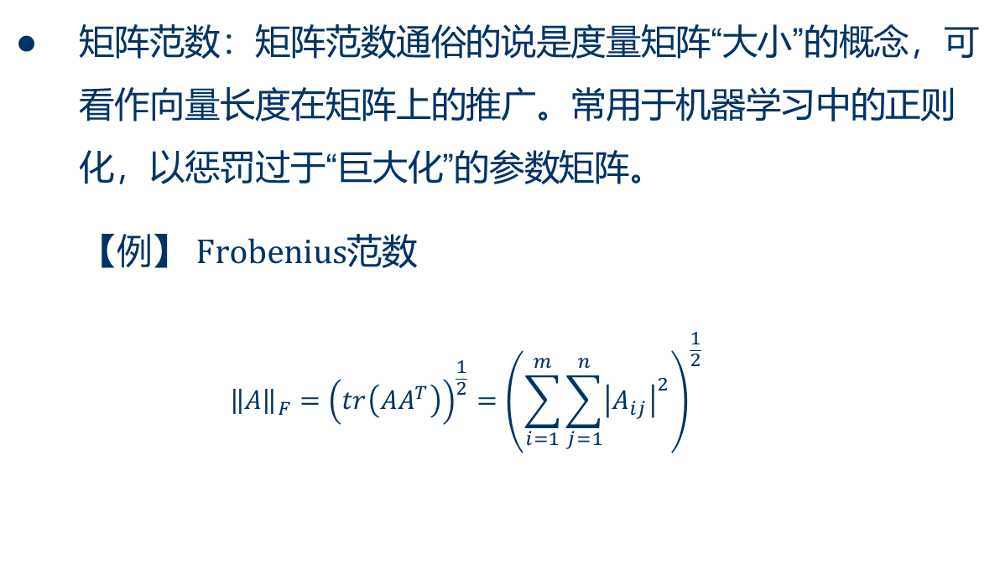 ● 矩阵范数：矩阵范数通俗的说是度量矩阵“大小”的概念，可
看作向量长度在矩阵上的推广。常用于机器学习中的正则
化，以惩罚过于“巨大化”的参数矩阵。
【例】 Frobenius范数
$\|A\|_F = \left(tr\left(AA^T\right)\right)^{\frac{1}{2}} = \left(\sum_{i=1}^{m}\sum_{j=1}^{n}\left|A_{ij}\right|^2\right)^{\frac{1}{2}}$